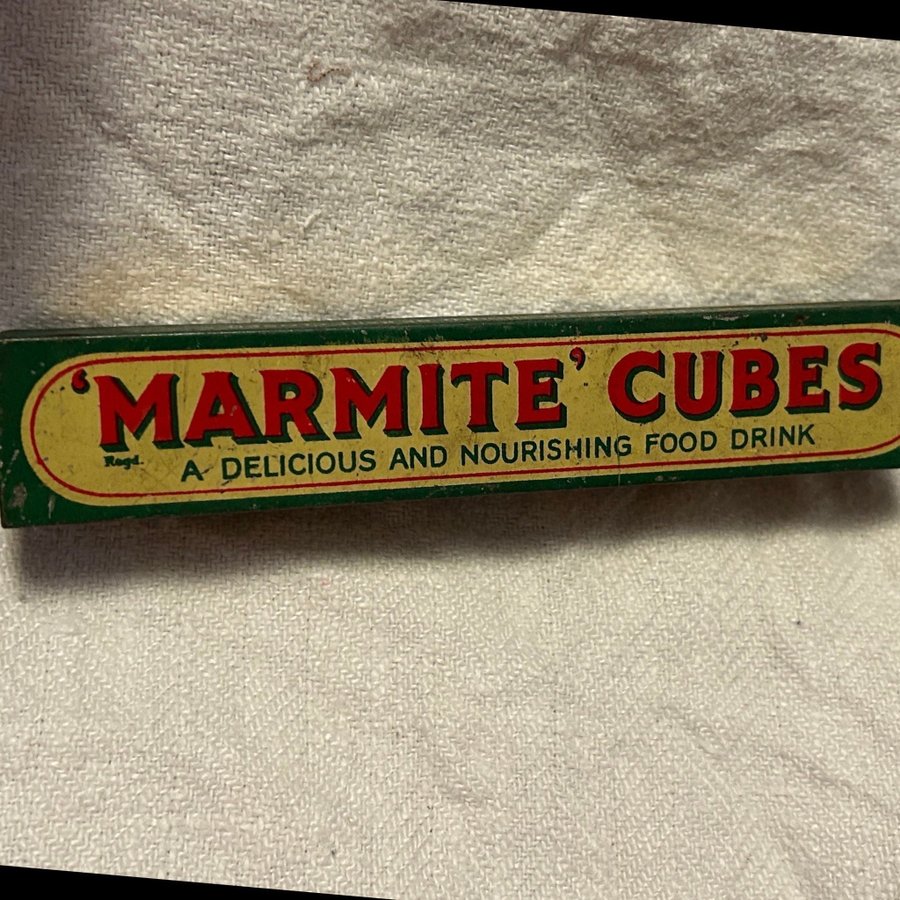 ‘MARMITE’ CUBES
Regd.
A DELICIOUS AND NOURISHING FOOD DRINK